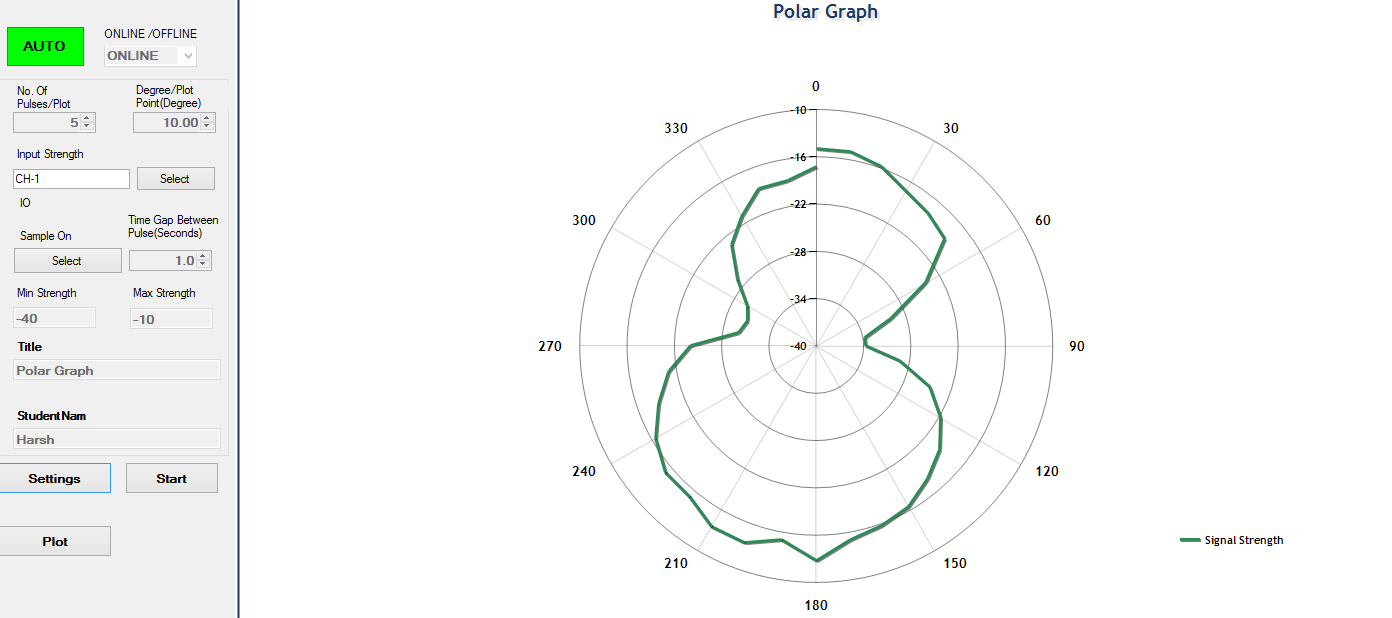 AUTO
ONLINE /OFFLINE
ONLINE
No. Of
Pulses/Plot
Degree/Plot
Point(Degree)
5
10.00
Input Strength
CH-1
Select
IO
Time Gap Between
Pulse(Seconds)
Sample On
Select
1.0
Min Strength
Max Strength
-40
-10
Title
Polar Graph
StudentNam
Harsh
Settings
Start
Plot
Polar Graph
0
30
60
90
120
150
180
210
240
270
300
330
-10
-16
-22
-28
-34
-40
Signal Strength